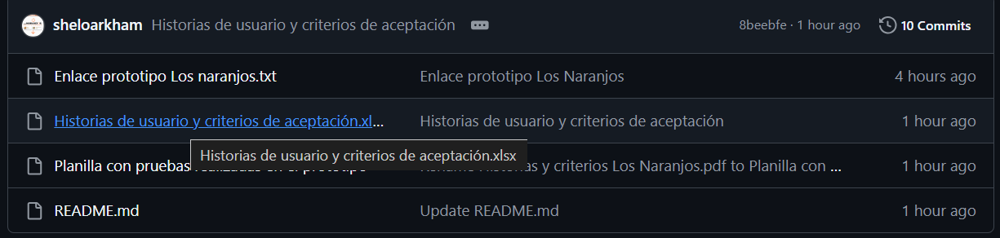 sheloarkham Historias de usuario y criterios de aceptación 8beebfe · 1 hour ago 10 Commits
Enlace prototipo Los naranjos.txt Enlace prototipo Los Naranjos 4 hours ago
Historias de usuario y criterios de aceptación.xl... Historias de usuario y criterios de aceptación 1 hour ago
Historias de usuario y criterios de aceptación.xlsx
Planilla con pruebas realizadas en el prototipo Rename Historias y criterios Los Naranjos.pdf to Planilla con ... 1 hour ago
README.md Update README.md 1 hour ago